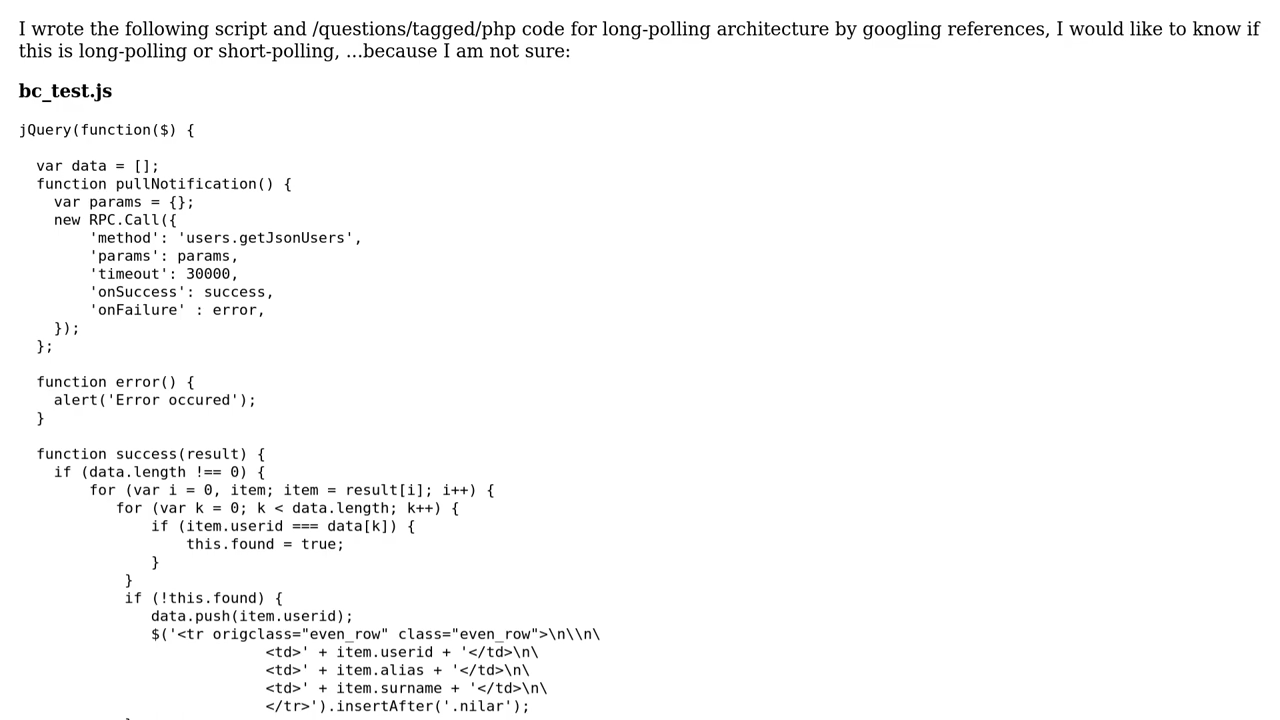 I wrote the following script and /questions/tagged/php code for long-polling architecture by googling references, I would like to know if
this is long-polling or short-polling, ...because I am not sure:
bc_test.js
jQuery(function($) {
var data = [];
function pullNotification() {
var params = {};
new RPC.Call({
'method': 'users.getJsonUsers',
'params': params,
'timeout': 30000,
'onSuccess': success,
'onFailure' : error,
});
};
function error() {
alert('Error occured');
}
function success(result) {
if (data.length !== 0) {
for (var i = 0, item; item = result[i]; i++) {
for (var k = 0; k < data.length; k++) {
if (item.userid === data[k]) {
this.found = true;
}
}
if (!this.found) {
data.push(item.userid);
$('<tr origclass="even_row" class="even_row">\n\\n\
<td>' + item.userid + '</td>\n\
<td>' + item.alias + '</td>\n\
<td>' + item.surname + '</td>\n\
</tr>').insertAfter('.nilar');